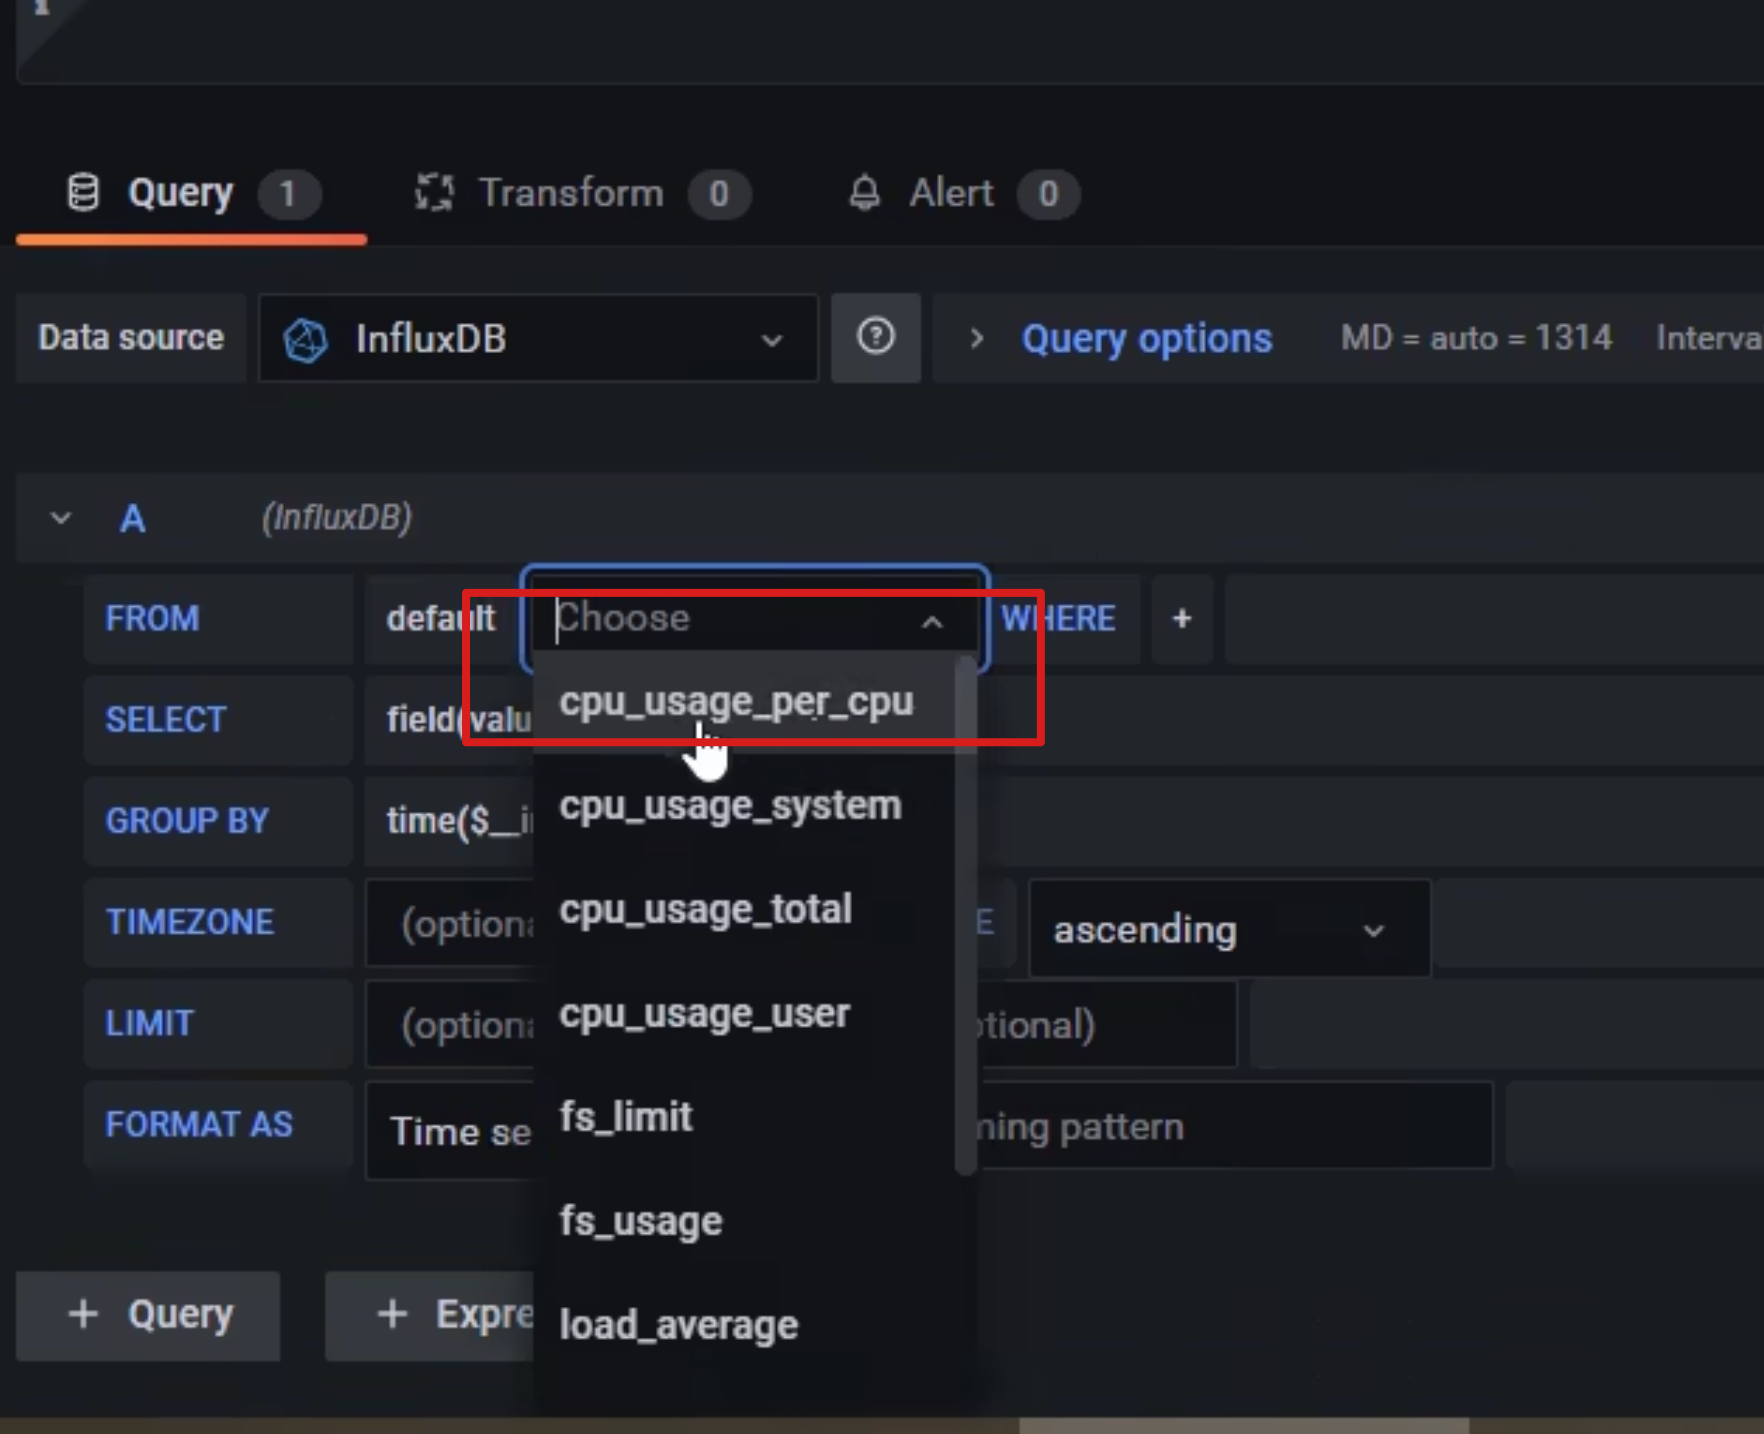 Query 1 Transform 0 Alert 0
Data source InfluxDB Query options MD = auto = 1314 Interva
A (InfluxDB)
FROM default Choose WHERE +
cpu_usage_per_cpu
SELECT field(valu
cpu_usage_system
GROUP BY time($__i
cpu_usage_total
TIMEZONE (optiona E ascending
cpu_usage_user
LIMIT (optiona tional)
fs_limit
FORMAT AS Time se ning pattern
fs_usage
+ Query + Expre
load_average